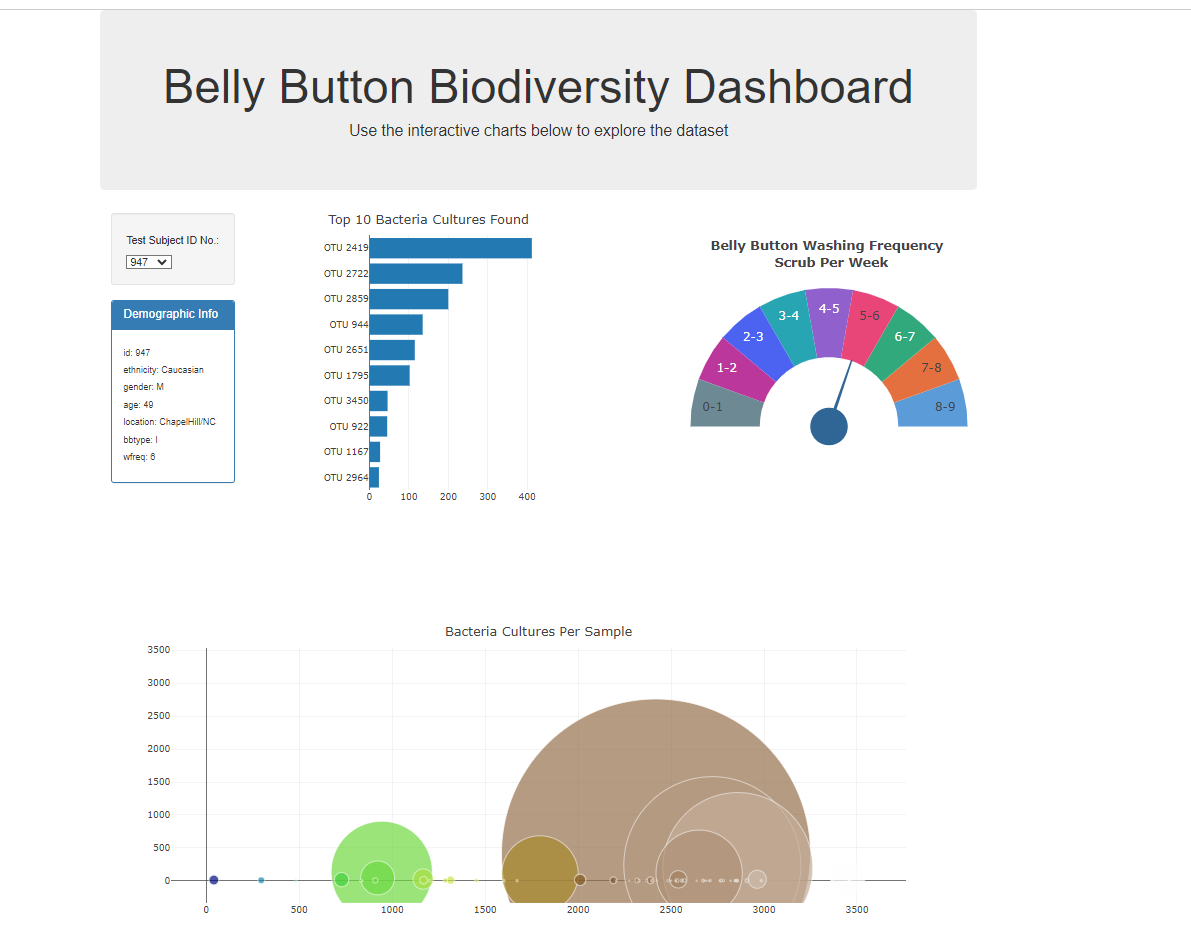 Belly Button Biodiversity Dashboard
Use the interactive charts below to explore the dataset
Test Subject ID No.:
947
Demographic Info
id: 947
ethnicity: Caucasian
gender: M
age: 49
location: ChapelHill/NC
bbtype: I
wfreq: 6
Top 10 Bacteria Cultures Found
OTU 2419
OTU 2722
OTU 2859
OTU 944
OTU 2651
OTU 1795
OTU 3450
OTU 922
OTU 1167
OTU 2964
0 100 200 300 400
Belly Button Washing Frequency
Scrub Per Week
0-1
1-2
2-3
3-4
4-5
5-6
6-7
7-8
8-9
Bacteria Cultures Per Sample
3500
3000
2500
2000
1500
1000
500
0
0 500 1000 1500 2000 2500 3000 3500